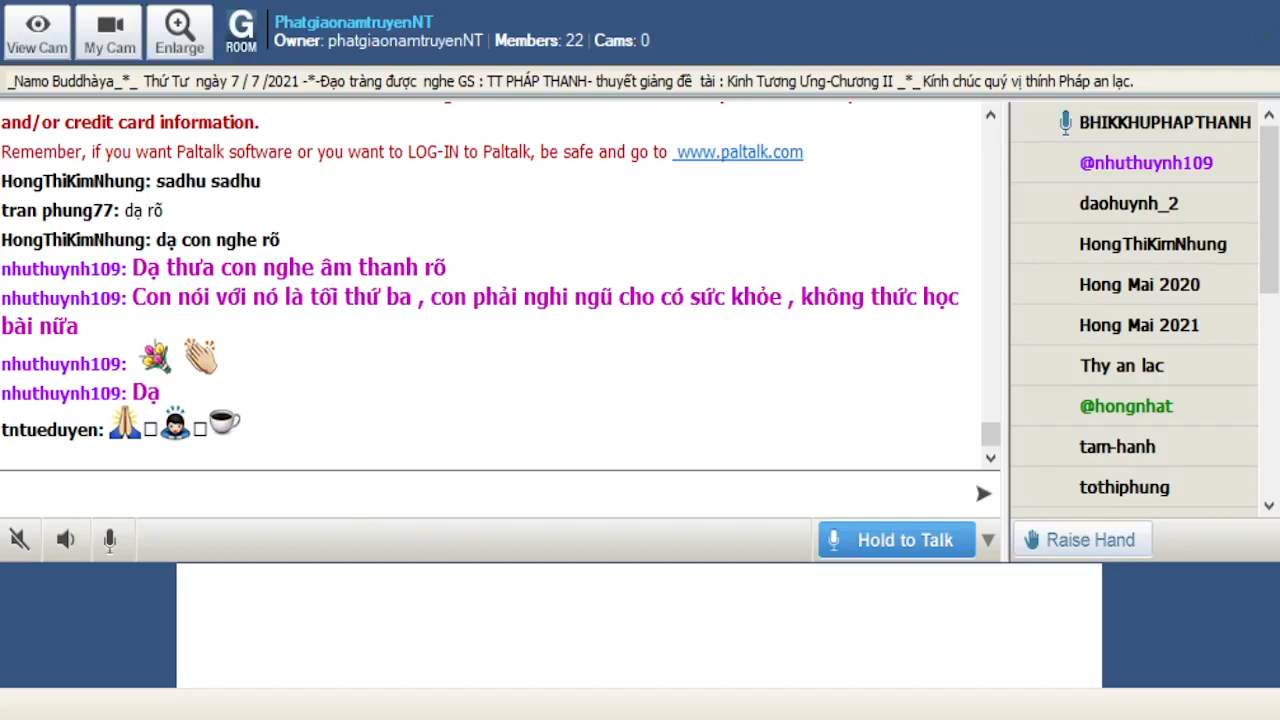 View Cam
My Cam
Enlarge
G
ROOM
PhatgiaonamtruyenNT
Owner: phatgiaonamtruyenNT | Members: 22 | Cams: 0
_Namo Buddhàya_*_ Thứ Tư ngày 7 / 7 /2021 -*-Đạo tràng được nghe GS : TT PHÁP THANH- thuyết giảng đề tài : Kinh Tương Ưng-Chương II _*_ Kính chúc quý vị thính Pháp an lạc.
and/or credit card information.
Remember, if you want Paltalk software or you want to LOG-IN to Paltalk, be safe and go to www.paltalk.com
HongThiKimNhung: sadhu sadhu
tran phung77: dạ rõ
HongThiKimNhung: dạ con nghe rõ
nhuthuynh109: Dạ thưa con nghe âm thanh rõ
nhuthuynh109: Con nói với nó là tối thứ ba , con phải nghi ngũ cho có sức khỏe , không thức học
bài nữa
nhuthuynh109:
nhuthuynh109: Dạ
tntueduyen:
BHIKKHUPHAPTHANH
@nhuthuynh109
daohuynh_2
HongThiKimNhung
Hong Mai 2020
Hong Mai 2021
Thy an lac
@hongnhat
tam-hanh
tothiphung
Hold to Talk
Raise Hand